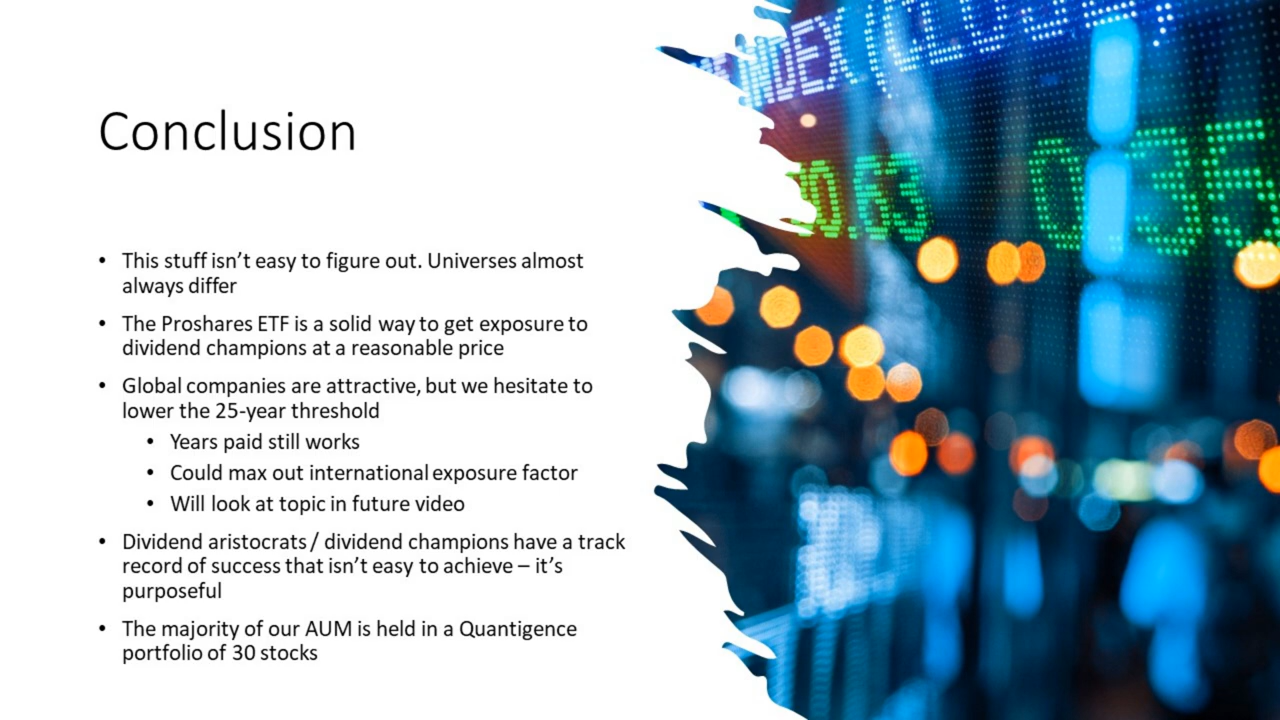 Conclusion
• This stuff isn’t easy to figure out. Universes almost
always differ
• The Proshares ETF is a solid way to get exposure to
dividend champions at a reasonable price
• Global companies are attractive, but we hesitate to
lower the 25-year threshold
• Years paid still works
• Could max out international exposure factor
• Will look at topic in future video
• Dividend aristocrats / dividend champions have a track
record of success that isn’t easy to achieve – it’s
purposeful
• The majority of our AUM is held in a Quantigence
portfolio of 30 stocks